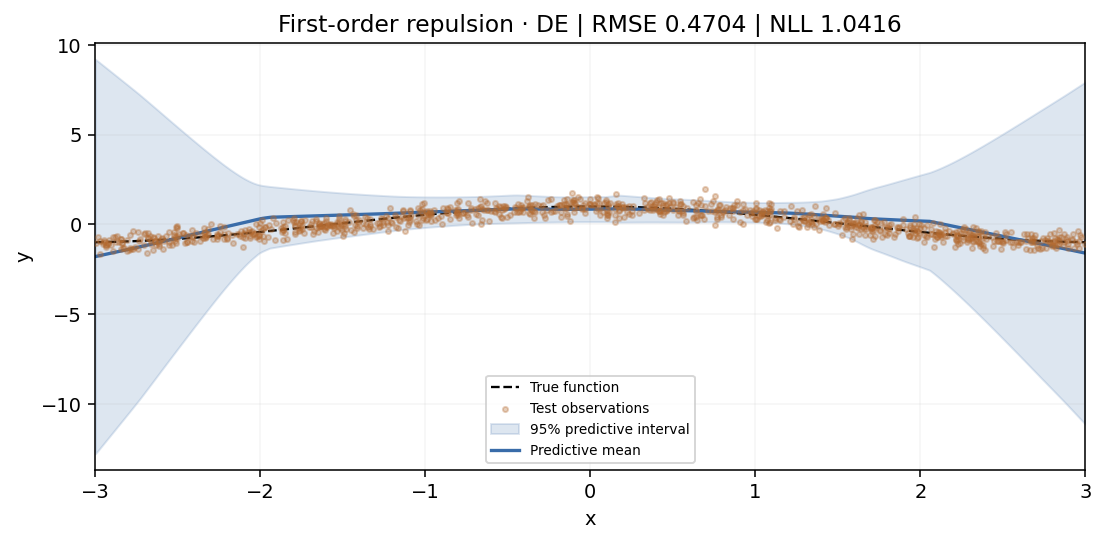 First-order repulsion · DE | RMSE 0.4704 | NLL 1.0416
10
5
0
−5
−10
y
−3
−2
−1
0
1
2
3
x
True function
Test observations
95% predictive interval
Predictive mean